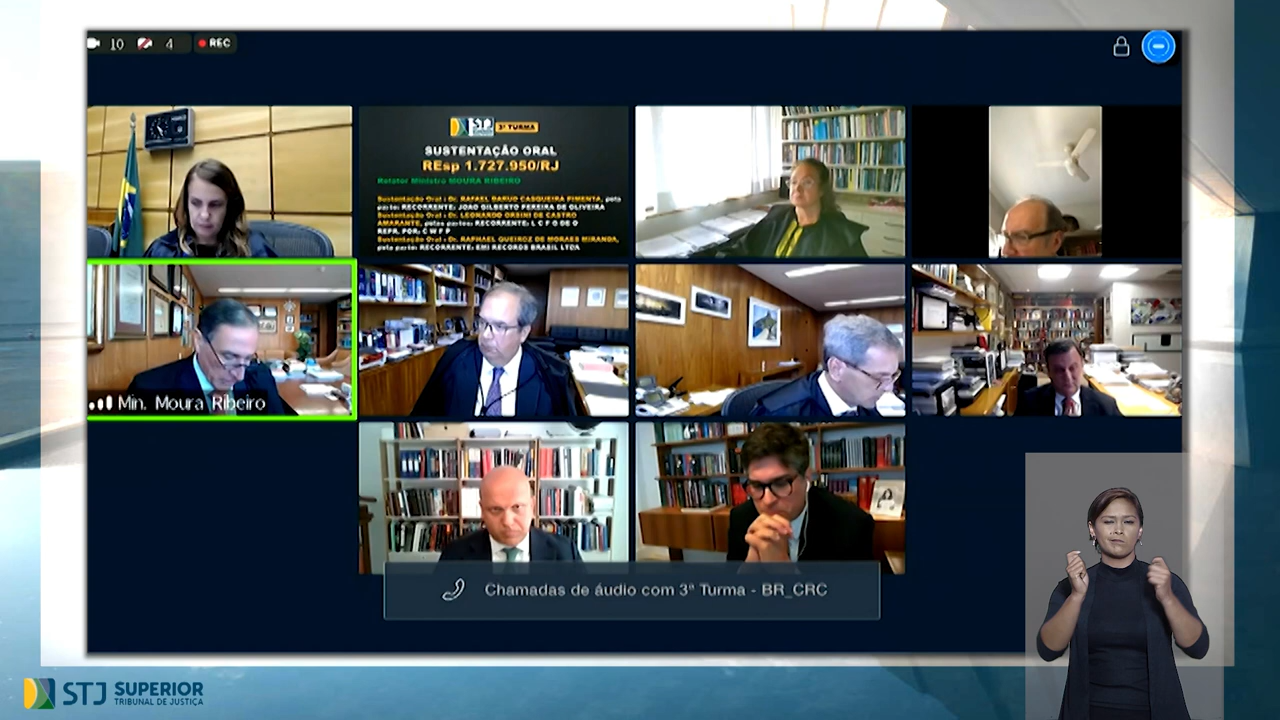 10 4 REC
STJ 3ª TURMA
SUSTENTAÇÃO ORAL
REsp 1.727.950/RJ
Relator Ministro MOURA RIBEIRO
Sustentação Oral : Dr. RAFAEL BARUD CASQUEIRA PIMENTA, pela
parte: RECORRENTE: JOAO GILBERTO PEREIRA DE OLIVEIRA
Sustentação Oral : Dr. LEONARDO ORSINI DE CASTRO
AMARANTE, pelas partes: RECORRENTE: L C F G DE O
REPR. POR: C W F P
Sustentação Oral : Dr. RAPHAEL QUEIROZ DE MORAES MIRANDA,
pela parte: RECORRENTE: EMI RECORDS BRASIL LTDA
Min. Moura Ribeiro
Chamadas de áudio com 3ª Turma - BR_CRC
STJ SUPERIOR
TRIBUNAL DE JUSTIÇA